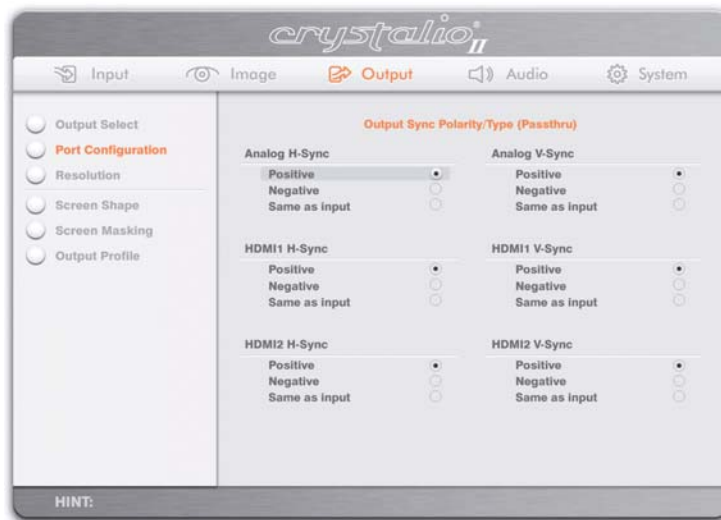 crystalio II
Input Image Output Audio System
Output Select
Port Configuration
Resolution
Screen Shape
Screen Masking
Output Profile
Output Sync Polarity/Type (Passthru)
Analog H-Sync
Positive
Negative
Same as input
Analog V-Sync
Positive
Negative
Same as input
HDMI1 H-Sync
Positive
Negative
Same as input
HDMI1 V-Sync
Positive
Negative
Same as input
HDMI2 H-Sync
Positive
Negative
Same as input
HDMI2 V-Sync
Positive
Negative
Same as input
HINT: